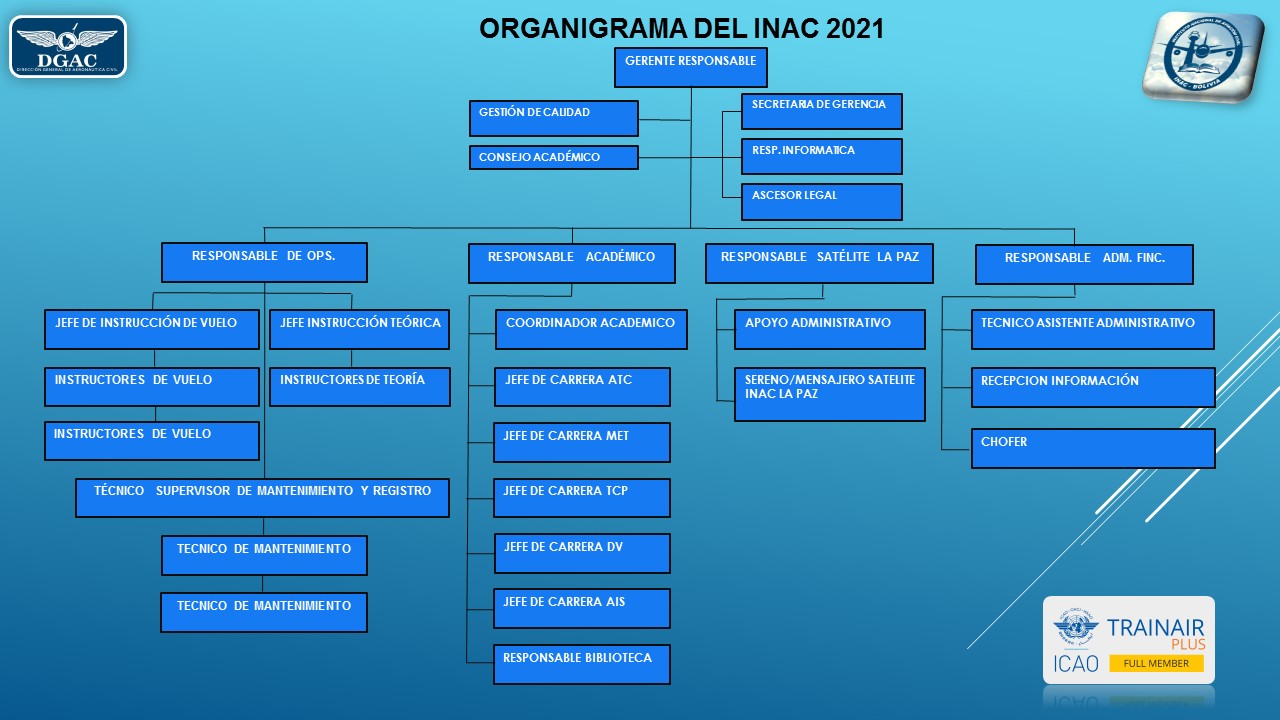 ORGANIGRAMA DEL INAC 2021
DGAC
DIRECCIÓN GENERAL DE AERONÁUTICA CIVIL
INAC - BOLIVIA
GERENTE RESPONSABLE
GESTIÓN DE CALIDAD
CONSEJO ACADÉMICO
SECRETARIA DE GERENCIA
RESP. INFORMATICA
ASCESOR LEGAL
RESPONSABLE DE OPS.
JEFE DE INSTRUCCIÓN DE VUELO
JEFE INSTRUCCIÓN TEÓRICA
INSTRUCTORES DE VUELO
INSTRUCTORES DE TEORÍA
INSTRUCTORES DE VUELO
TÉCNICO SUPERVISOR DE MANTENIMIENTO Y REGISTRO
TECNICO DE MANTENIMIENTO
TECNICO DE MANTENIMIENTO
RESPONSABLE ACADÉMICO
COORDINADOR ACADEMICO
JEFE DE CARRERA ATC
JEFE DE CARRERA MET
JEFE DE CARRERA TCP
JEFE DE CARRERA DV
JEFE DE CARRERA AIS
RESPONSABLE BIBLIOTECA
RESPONSABLE SATÉLITE LA PAZ
APOYO ADMINISTRATIVO
SERENO/MENSAJERO SATELITE
INAC LA PAZ
RESPONSABLE ADM. FINC.
TECNICO ASISTENTE ADMINISTRATIVO
RECEPCION INFORMACIÓN
CHOFER
TRAINAIR
PLUS
ICAO
FULL MEMBER